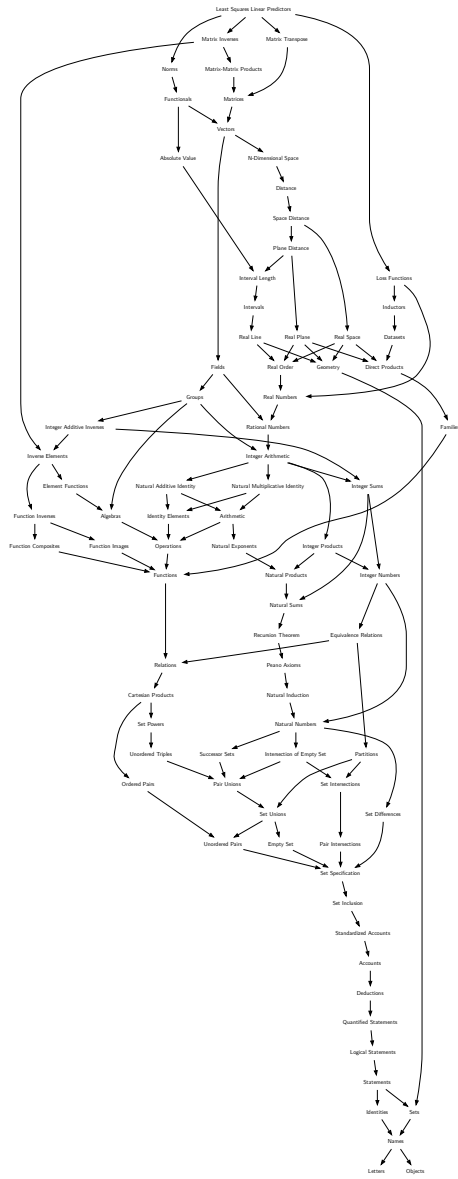 Least Squares Linear Predictors
Matrix Inverses
Matrix Transpose
Norms
Matrix-Matrix Products
Functionals
Matrices
Vectors
Absolute Value
N-Dimensional Space
Distance
Space Distance
Plane Distance
Interval Length
Loss Functions
Intervals
Inductors
Real Line
Real Plane
Real Space
Datasets
Fields
Real Order
Geometry
Direct Products
Groups
Real Numbers
Integer Additive Inverses
Rational Numbers
Familie
Inverse Elements
Integer Arithmetic
Element Functions
Natural Additive Identity
Natural Multiplicative Identity
Integer Sums
Function Inverses
Algebras
Identity Elements
Arithmetic
Function Composites
Function Images
Operations
Natural Exponents
Integer Products
Functions
Natural Products
Integer Numbers
Natural Sums
Recursion Theorem
Equivalence Relations
Relations
Peano Axioms
Cartesian Products
Natural Induction
Set Powers
Natural Numbers
Unordered Triples
Successor Sets
Intersection of Empty Set
Partitions
Ordered Pairs
Pair Unions
Set Intersections
Set Unions
Set Differences
Unordered Pairs
Empty Set
Pair Intersections
Set Specification
Set Inclusion
Standardized Accounts
Accounts
Deductions
Quantified Statements
Logical Statements
Statements
Identities
Sets
Names
Letters
Objects